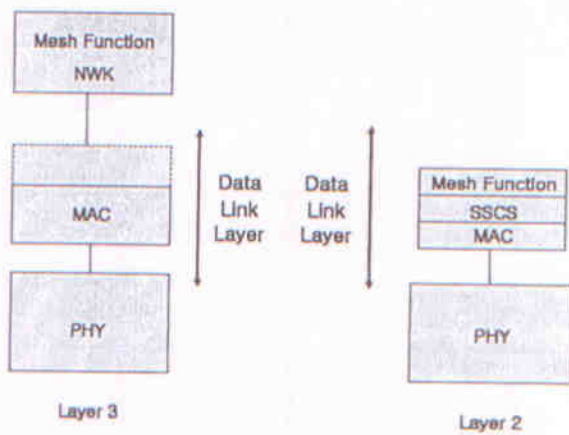 Mesh Function
NWK
MAC
PHY
Layer 3
Data
Link
Layer
Data
Link
Layer
Mesh Function
SSCS
MAC
PHY
Layer 2